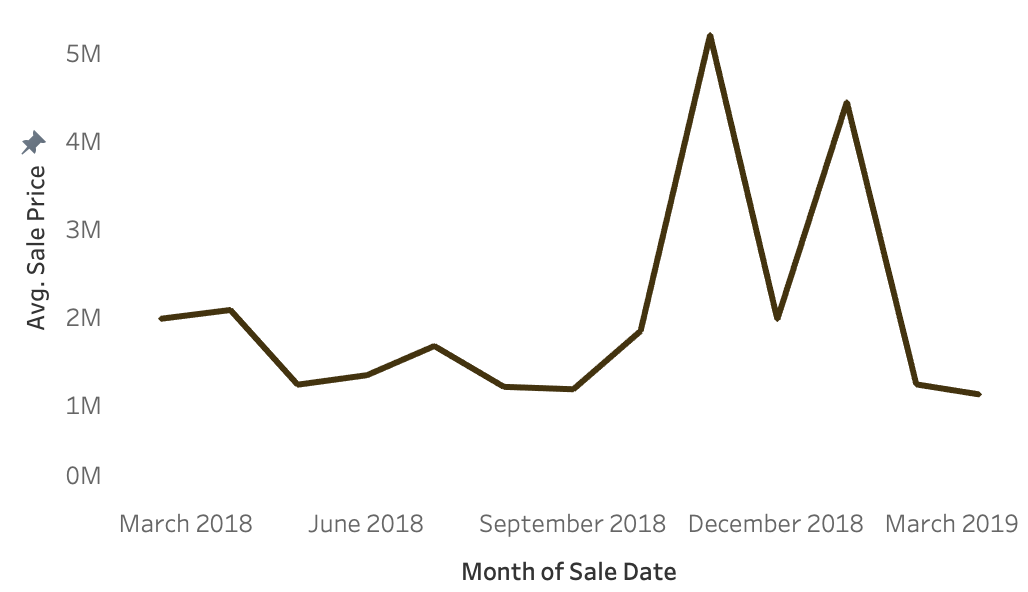 5M
4M
3M
2M
1M
0M
Avg. Sale Price
March 2018
June 2018
September 2018
December 2018
March 2019
Month of Sale Date